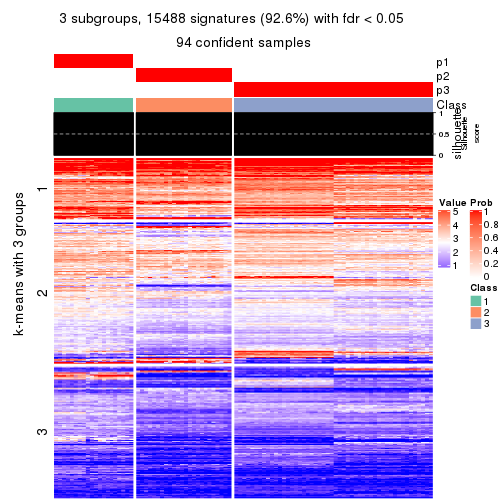 3 subgroups, 15488 signatures (92.6%) with fdr < 0.05
94 confident samples
p1
p2
p3
Class
1
0.5
0
silhouette
Silhouette
score
k-means with 3 groups
1
2
3
Value
5
4
3
2
1
Prob
1
0.8
0.6
0.4
0.2
0
Class
1
2
3